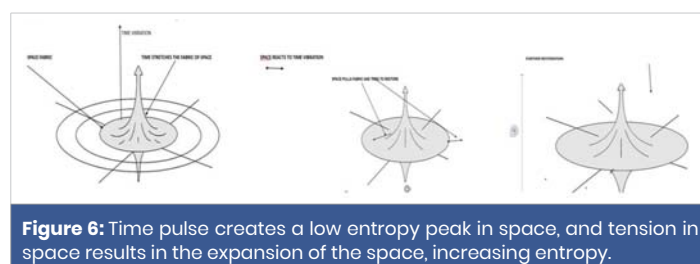 TIME VIBRATION
SPACE FABRIC
TIME STRETCHES THE FABRIC OF SPACE
SPACE REACTS TO TIME VIBRATION
SPACE PULLS FABRIC AND TRIES TO RESTORE
Figure 6: Time pulse creates a low entropy peak in space, and tension in
space results in the expansion of the space, increasing entropy.